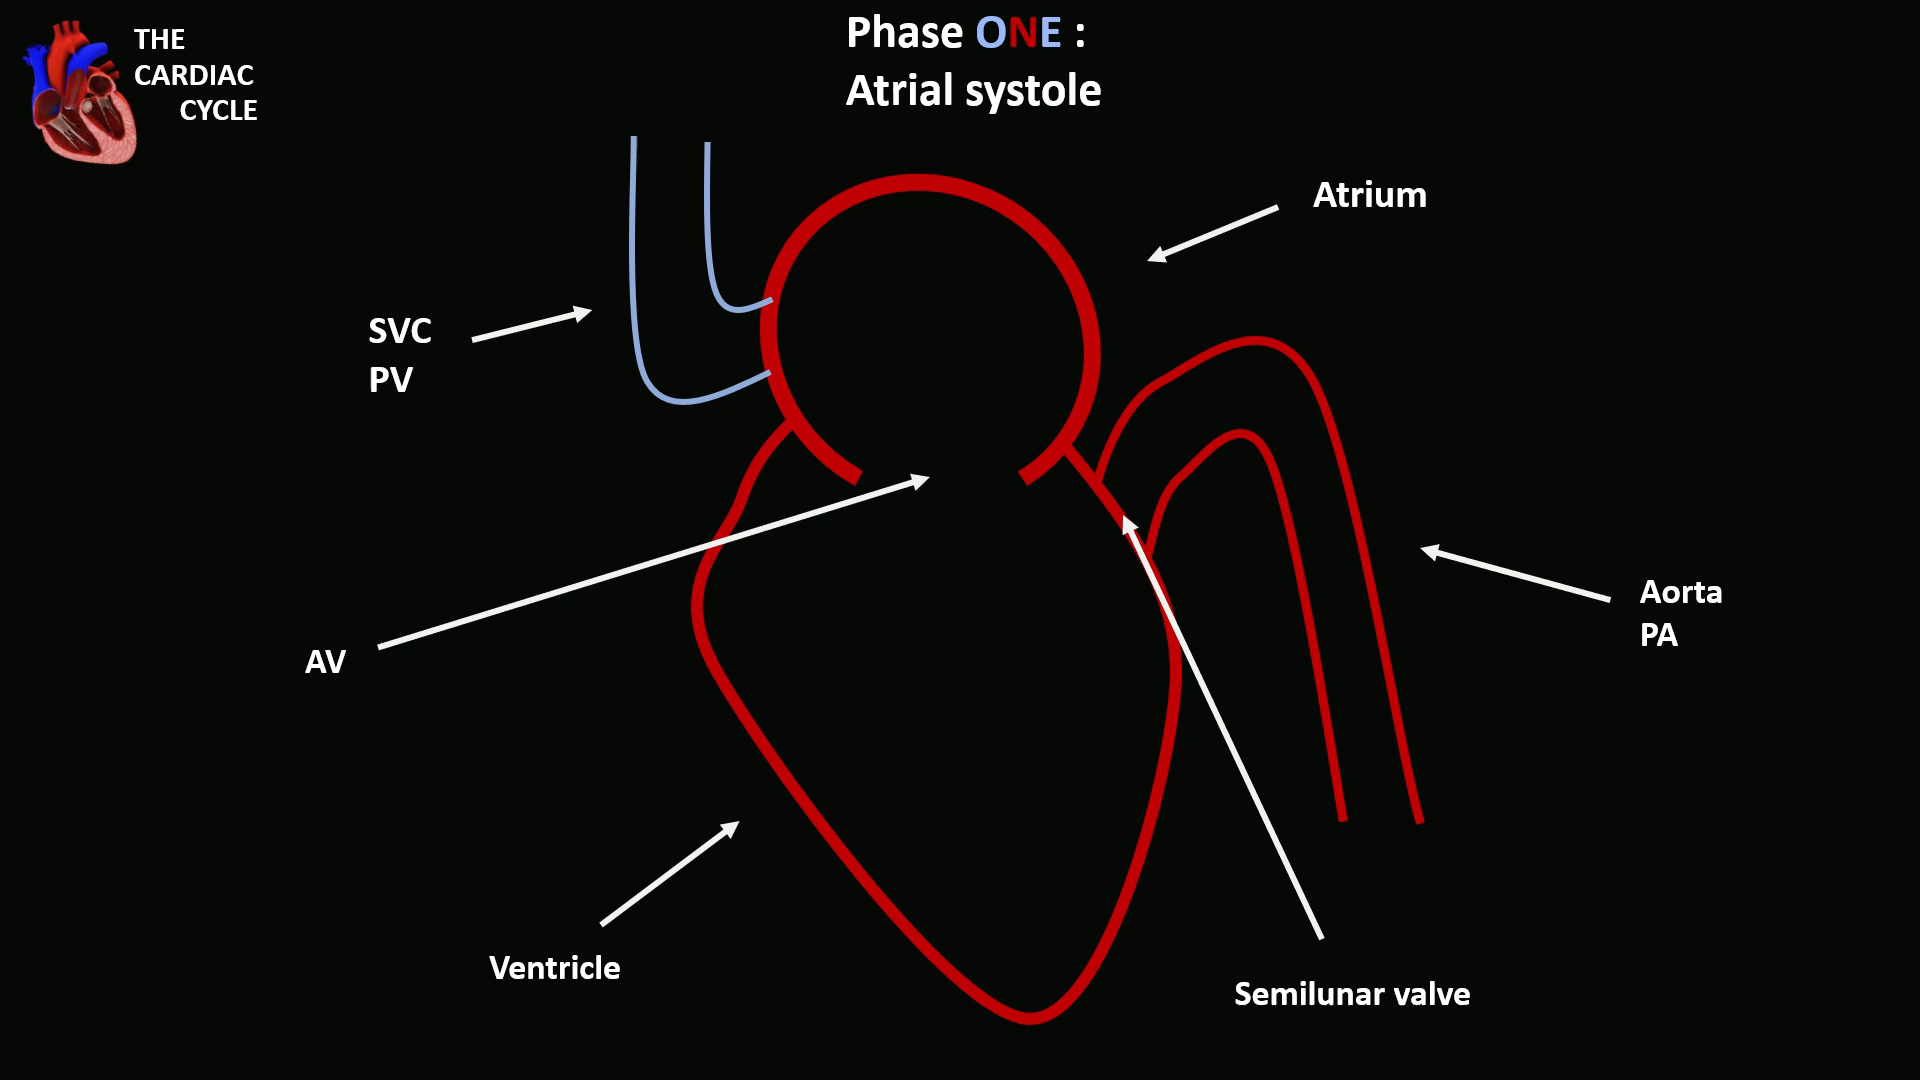 THE
CARDIAC
CYCLE
Phase ONE :
Atrial systole
Atrium
SVC
PV
Aorta
PA
AV
Ventricle
Semilunar valve